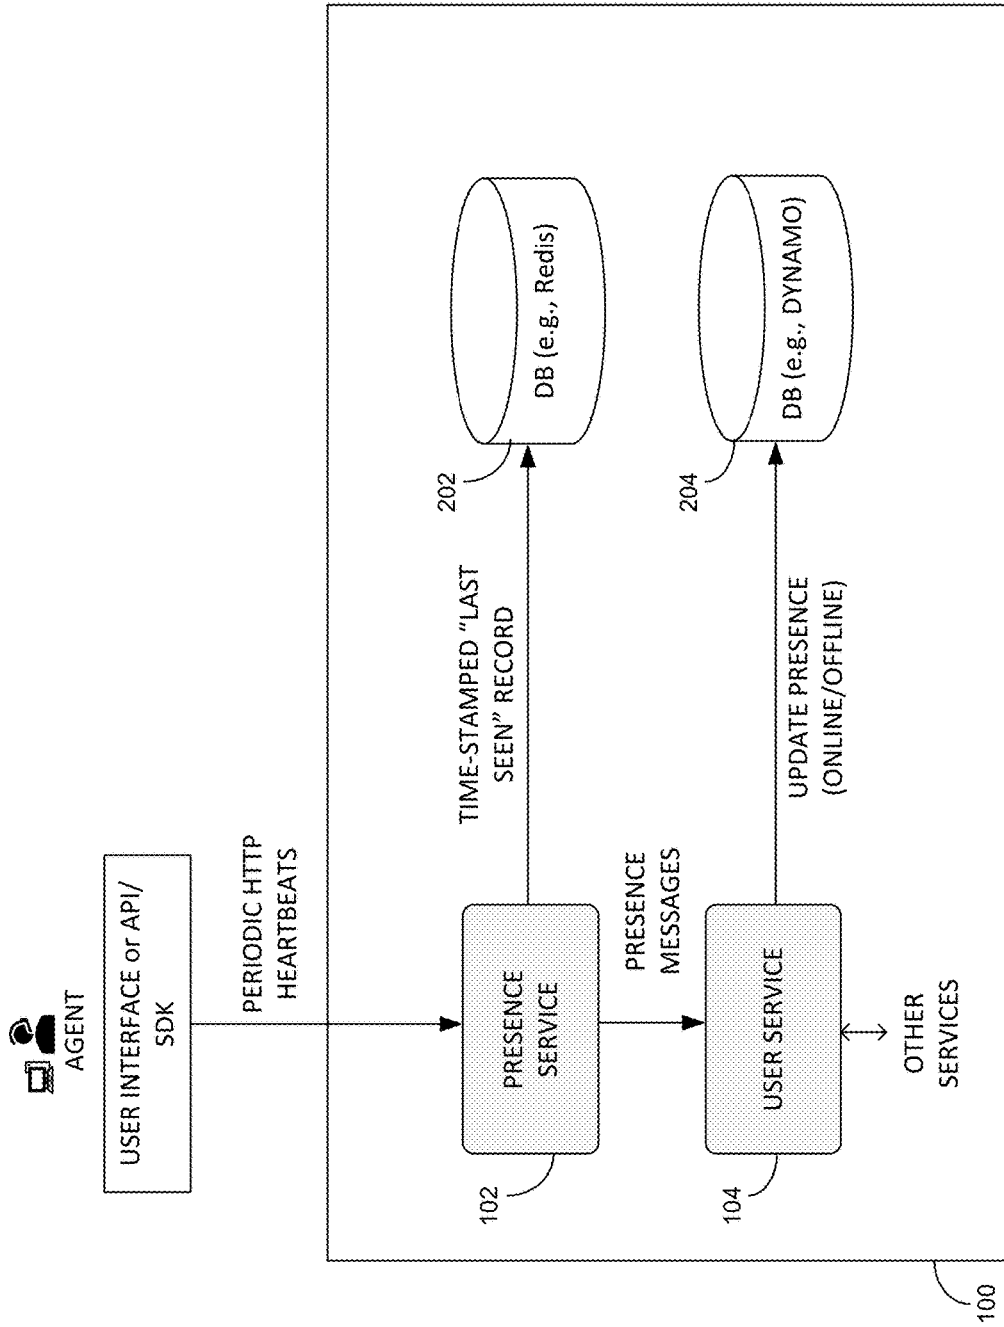 AGENT
USER INTERFACE or API/
SDK
PERIODIC HTTP
HEARTBEATS
PRESENCE
SERVICE
102
TIME-STAMPED "LAST
SEEN" RECORD
202
DB (e.g., Redis)
PRESENCE
MESSAGES
USER SERVICE
104
UPDATE PRESENCE
(ONLINE/OFFLINE)
204
DB (e.g., DYNAMO)
OTHER
SERVICES
100